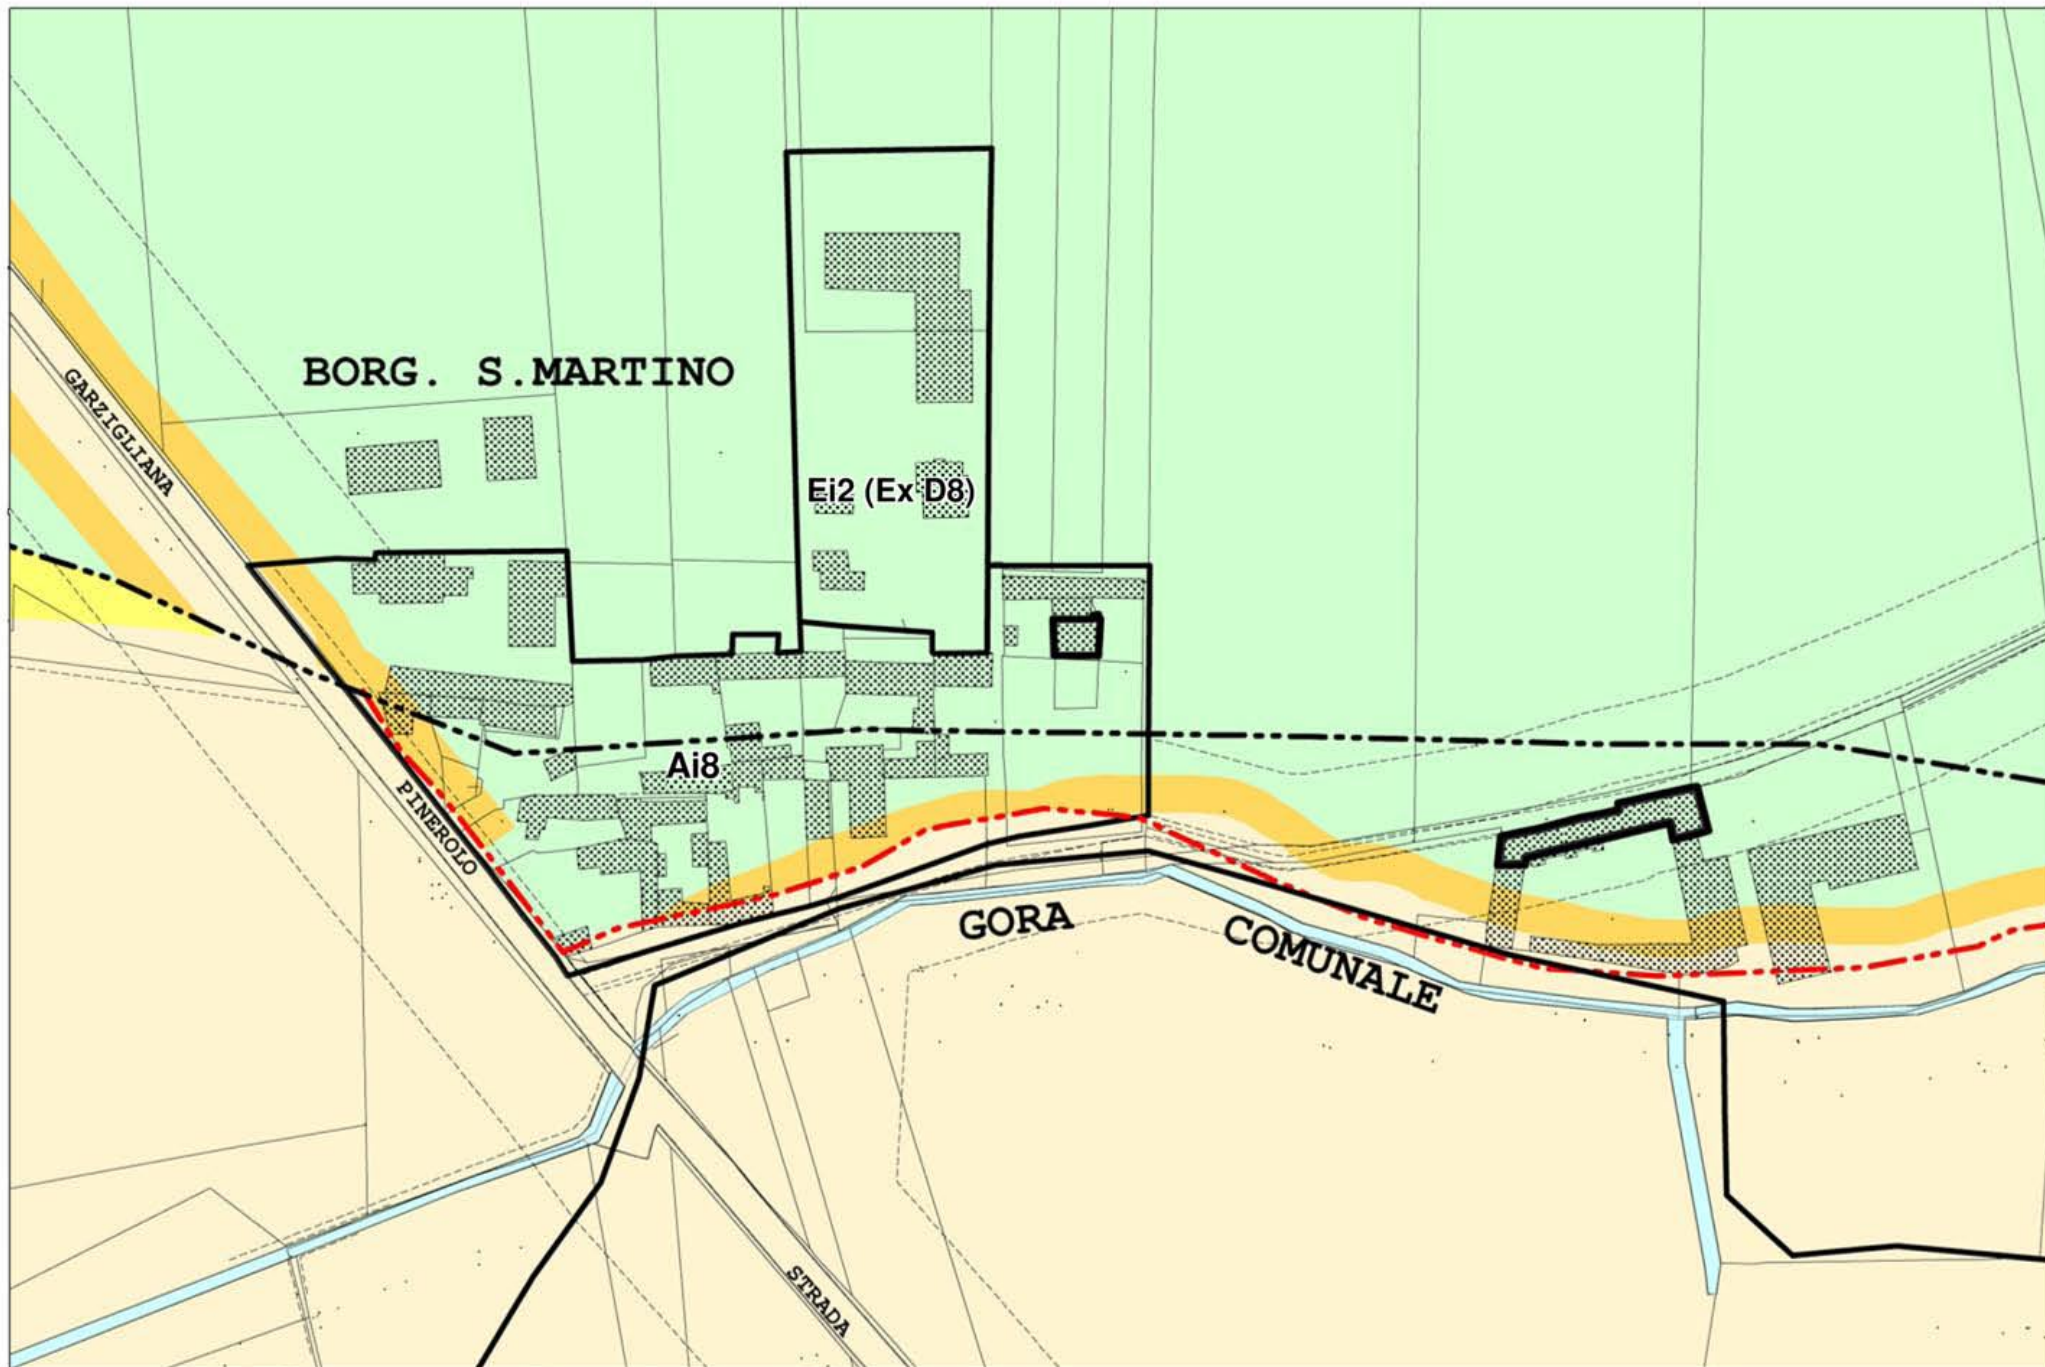 BORG. S.MARTINO
GARZIGLIANA
Ei2 (Ex D8)
Ai8
PINEROLO
GORA
COMUNALE
STRADA